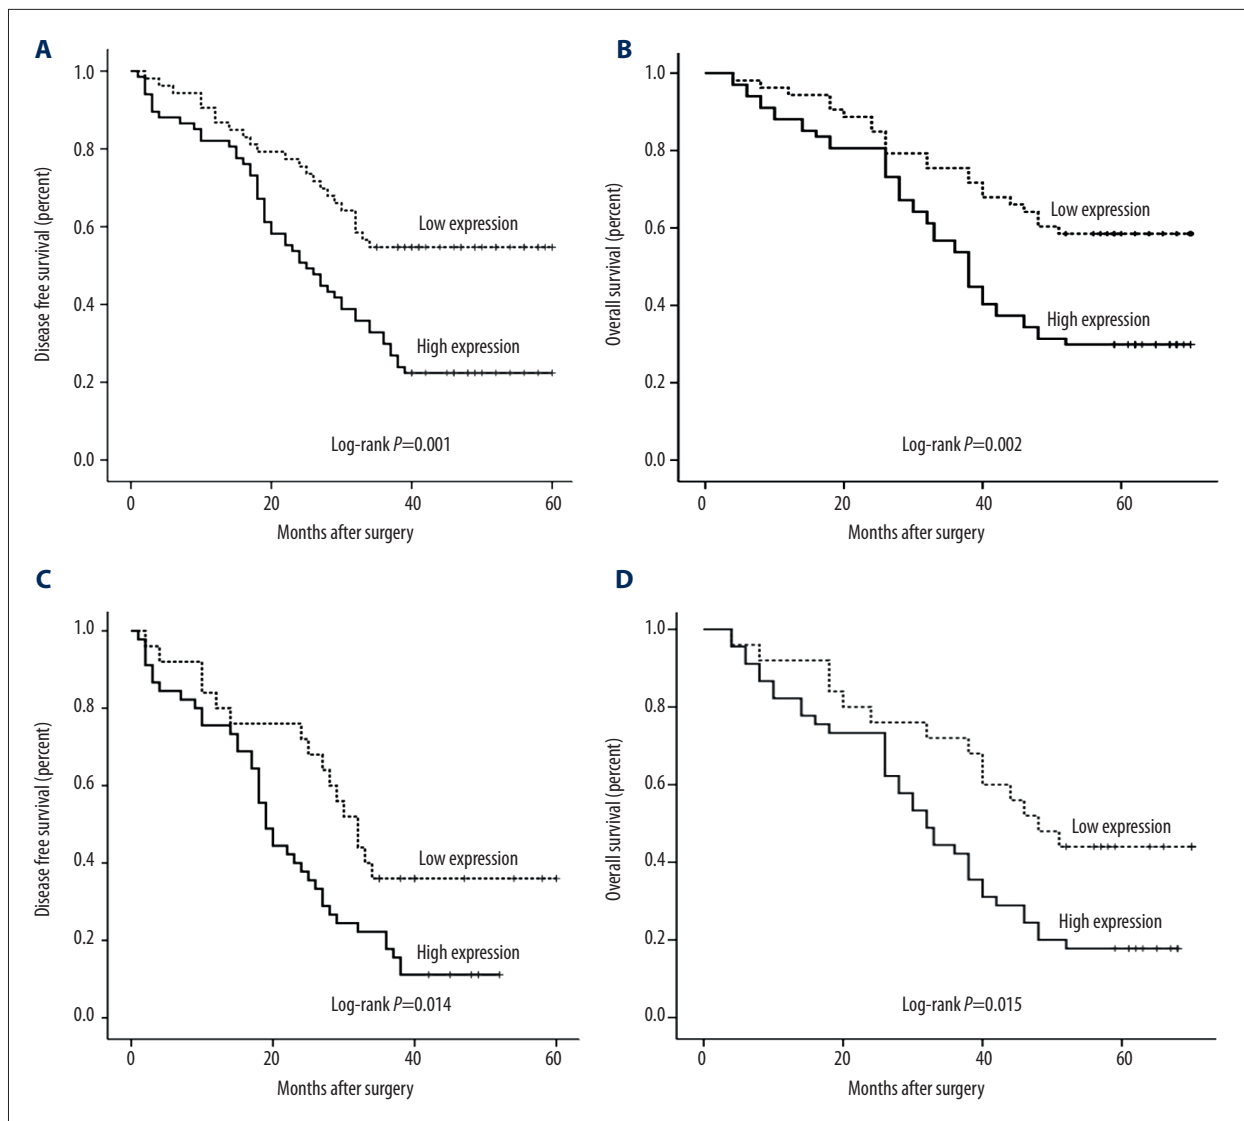 A
Disease free survival (percent)
1.0
0.8
0.6
0.4
0.2
0.0
Low expression
High expression
Log-rank P=0.001
0 20 40 60
Months after surgery
B
Overall survival (percent)
1.0
0.8
0.6
0.4
0.2
0.0
Low expression
High expression
Log-rank P=0.002
0 20 40 60
Months after surgery
C
Disease free survival (percent)
1.0
0.8
0.6
0.4
0.2
0.0
Low expression
High expression
Log-rank P=0.014
0 20 40 60
Months after surgery
D
Overall survival (percent)
1.0
0.8
0.6
0.4
0.2
0.0
Low expression
High expression
Log-rank P=0.015
0 20 40 60
Months after surgery